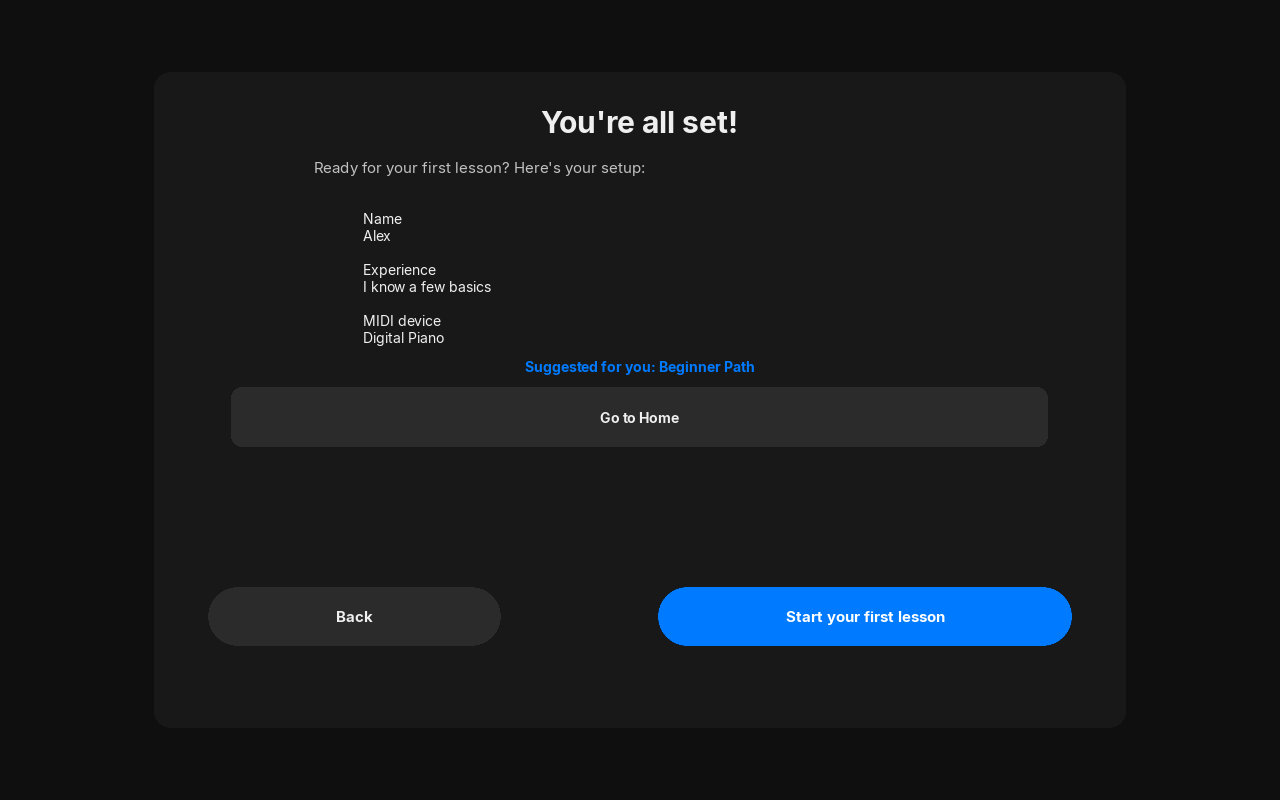 You're all set!
Ready for your first lesson? Here's your setup:
Name
Alex
Experience
I know a few basics
MIDI device
Digital Piano
Suggested for you: Beginner Path
Go to Home
Back
Start your first lesson